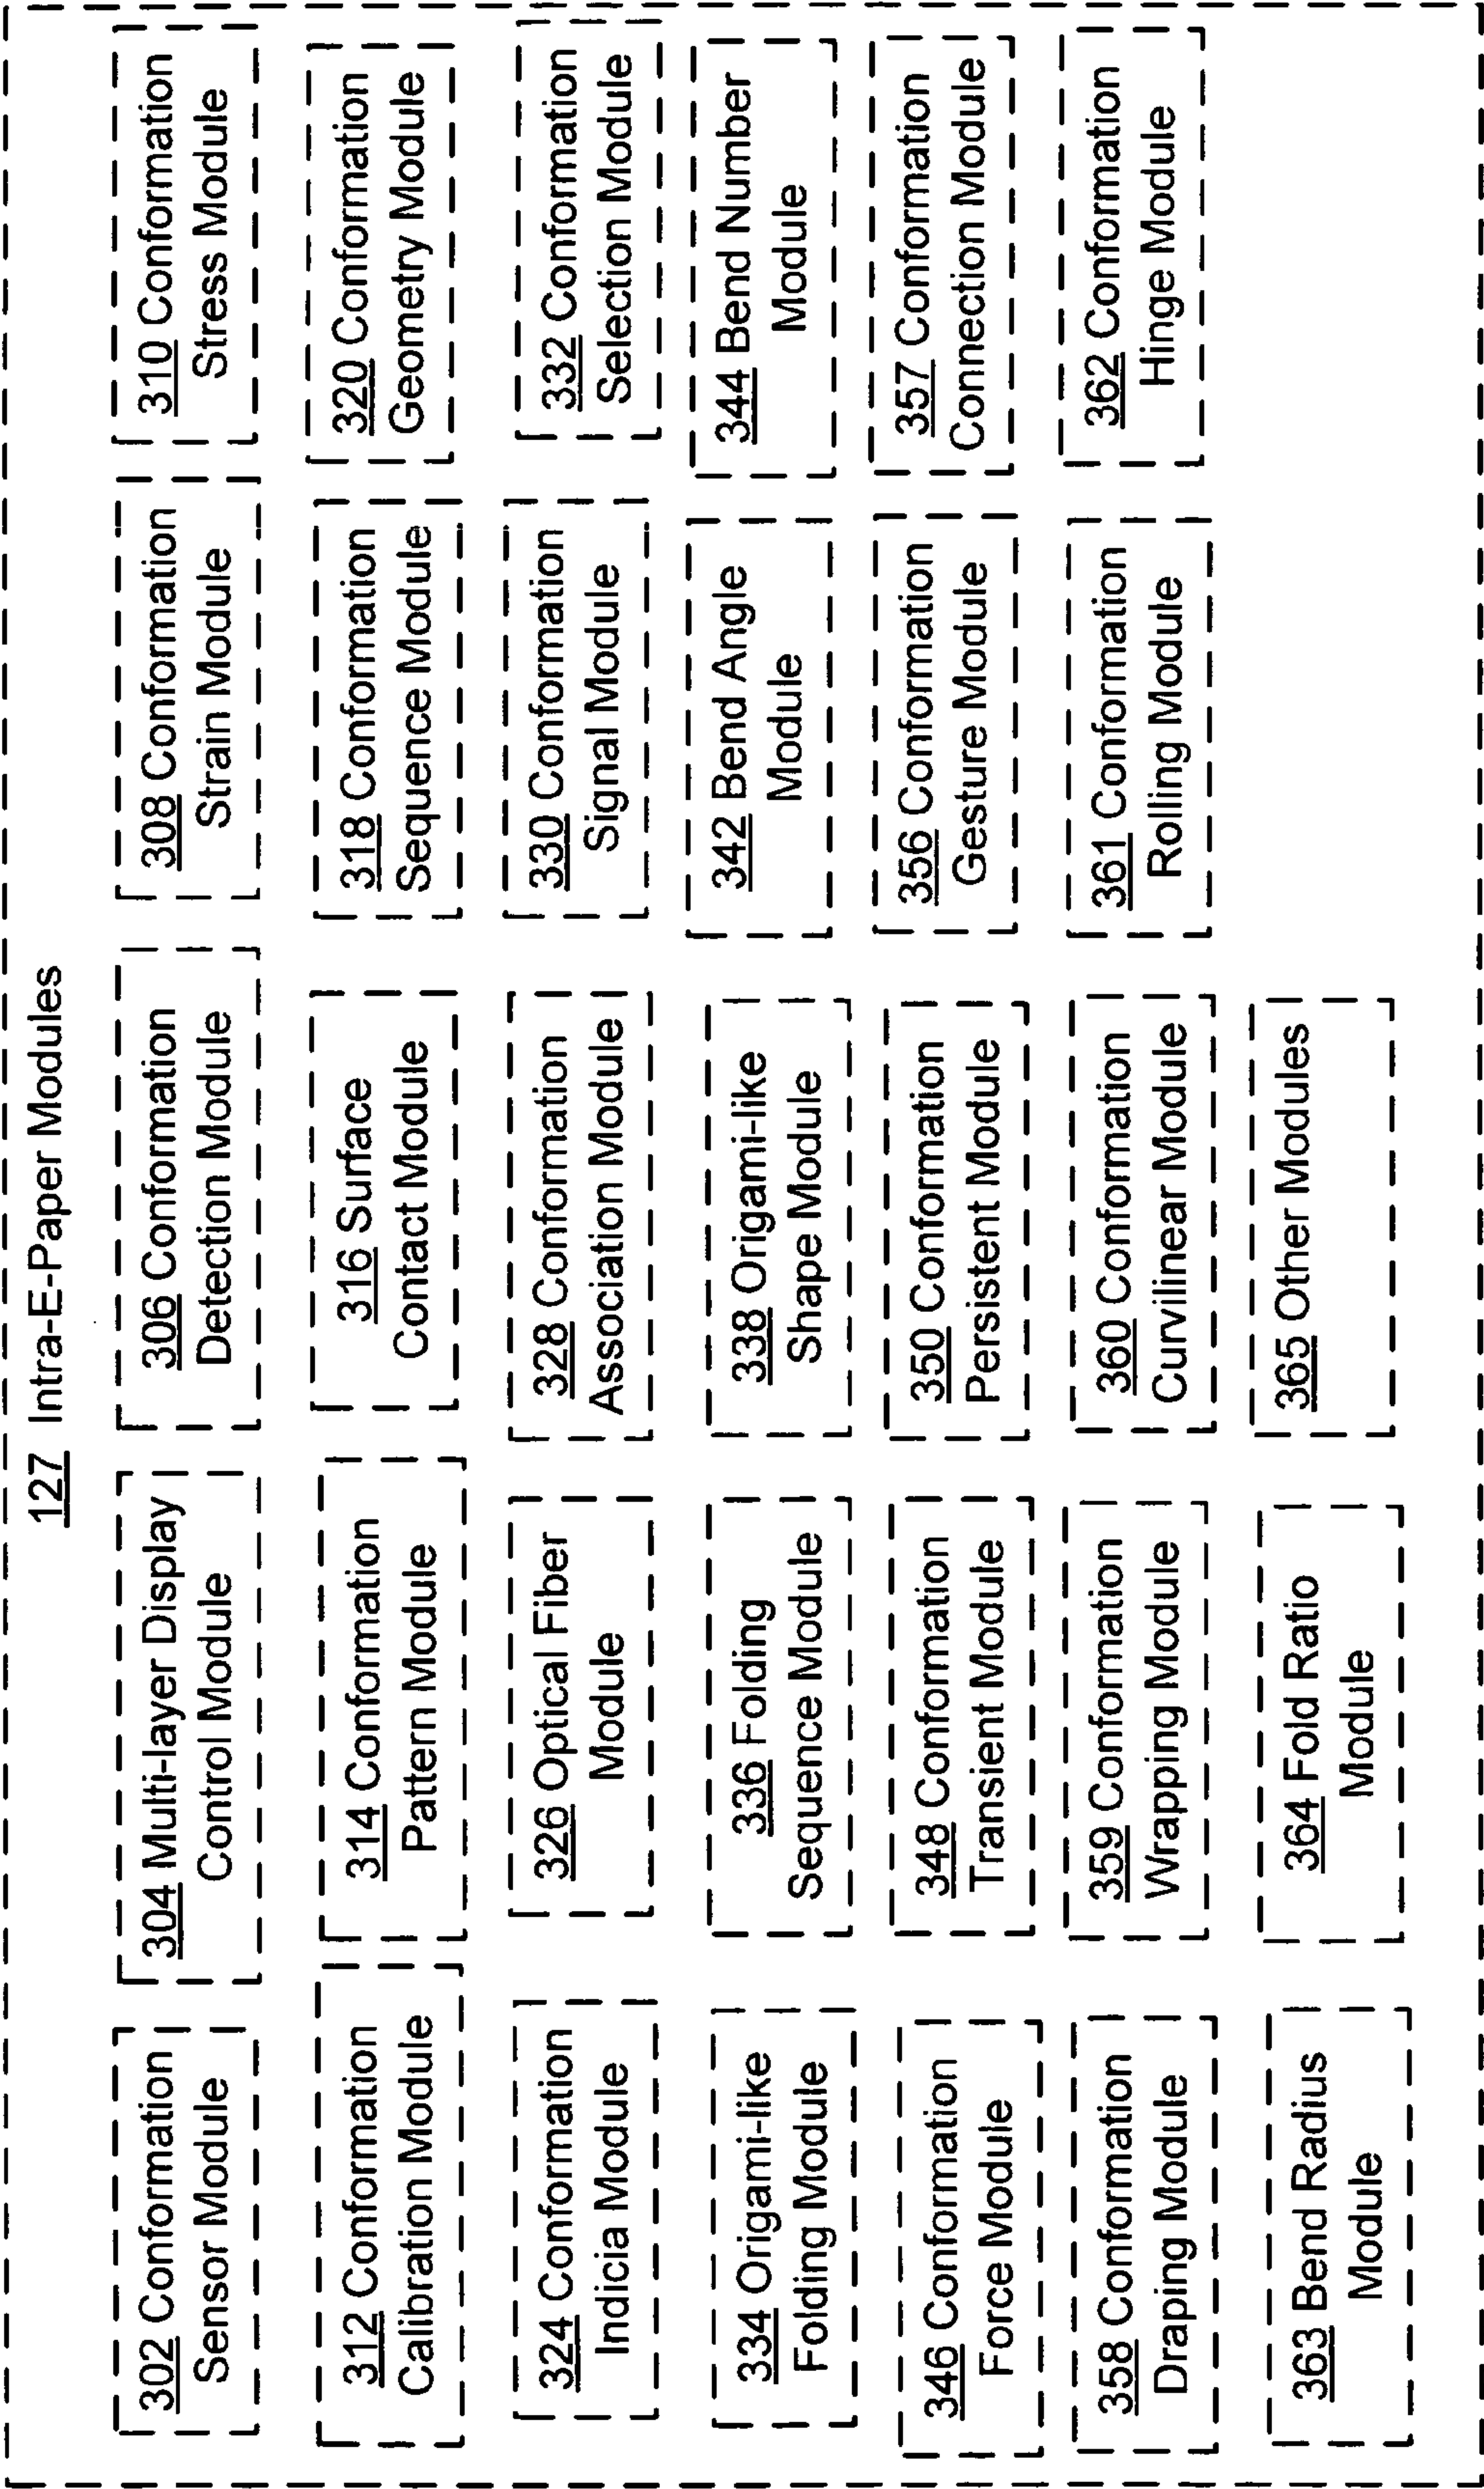 127 Intra-E-Paper Modules
302 Conformation
Sensor Module
304 Multi-layer Display
Control Module
306 Conformation
Detection Module
308 Conformation
Strain Module
310 Conformation
Stress Module
312 Conformation
Calibration Module
314 Conformation
Pattern Module
316 Surface
Contact Module
318 Conformation
Sequence Module
320 Conformation
Geometry Module
324 Conformation
Indicia Module
326 Optical Fiber
Module
328 Conformation
Association Module
330 Conformation
Signal Module
332 Conformation
Selection Module
334 Origami-like
Folding Module
336 Folding
Sequence Module
338 Origami-like
Shape Module
342 Bend Angle
Module
344 Bend Number
Module
346 Conformation
Force Module
348 Conformation
Transient Module
350 Conformation
Persistent Module
356 Conformation
Gesture Module
357 Conformation
Connection Module
358 Conformation
Draping Module
359 Conformation
Wrapping Module
360 Conformation
Curvilinear Module
361 Conformation
Rolling Module
362 Conformation
Hinge Module
363 Bend Radius
Module
364 Fold Ratio
Module
365 Other Modules